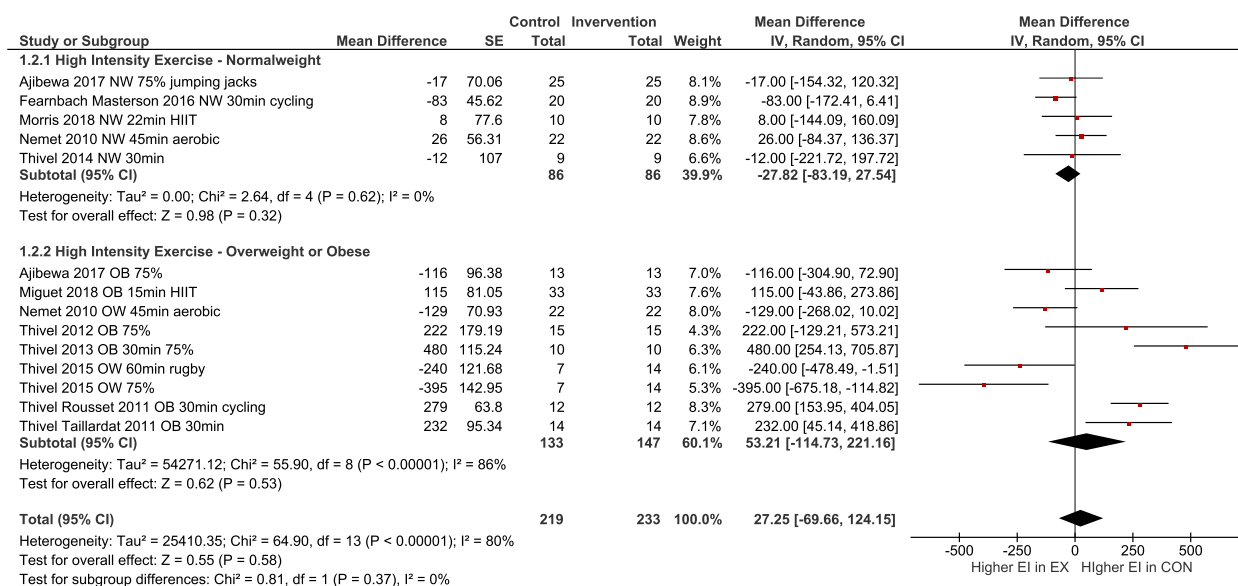 Control Invervention Mean Difference Mean Difference
Study or Subgroup Mean Difference SE Total Total Weight IV, Random, 95% CI IV, Random, 95% CI
1.2.1 High Intensity Exercise - Normalweight
Ajibewa 2017 NW 75% jumping jacks -17 70.06 25 25 8.1% -17.00 [-154.32, 120.32]
Fearnbach Masterson 2016 NW 30min cycling -83 45.62 20 20 8.9% -83.00 [-172.41, 6.41]
Morris 2018 NW 22min HIIT 8 77.6 10 10 7.8% 8.00 [-144.09, 160.09]
Nemet 2010 NW 45min aerobic 26 56.31 22 22 8.6% 26.00 [-84.37, 136.37]
Thivel 2014 NW 30min -12 107 9 9 6.6% -12.00 [-221.72, 197.72]
Subtotal (95% CI) 86 86 39.9% -27.82 [-83.19, 27.54]
Heterogeneity: Tau² = 0.00; Chi² = 2.64, df = 4 (P = 0.62); I² = 0%
Test for overall effect: Z = 0.98 (P = 0.32)
1.2.2 High Intensity Exercise - Overweight or Obese
Ajibewa 2017 OB 75% -116 96.38 13 13 7.0% -116.00 [-304.90, 72.90]
Miguet 2018 OB 15min HIIT 115 81.05 33 33 7.6% 115.00 [-43.86, 273.86]
Nemet 2010 OW 45min aerobic -129 70.93 22 22 8.0% -129.00 [-268.02, 10.02]
Thivel 2012 OB 75% 222 179.19 15 15 4.3% 222.00 [-129.21, 573.21]
Thivel 2013 OB 30min 75% 480 115.24 10 10 6.3% 480.00 [254.13, 705.87]
Thivel 2015 OW 60min rugby -240 121.68 7 14 6.1% -240.00 [-478.49, -1.51]
Thivel 2015 OW 75% -395 142.95 7 14 5.3% -395.00 [-675.18, -114.82]
Thivel Rousset 2011 OB 30min cycling 279 63.8 12 12 8.3% 279.00 [153.95, 404.05]
Thivel Taillardat 2011 OB 30min 232 95.34 14 14 7.1% 232.00 [45.14, 418.86]
Subtotal (95% CI) 133 147 60.1% 53.21 [-114.73, 221.16]
Heterogeneity: Tau² = 54271.12; Chi² = 55.90, df = 8 (P < 0.00001); I² = 86%
Test for overall effect: Z = 0.62 (P = 0.53)
Total (95% CI) 219 233 100.0% 27.25 [-69.66, 124.15]
Heterogeneity: Tau² = 25410.35; Chi² = 64.90, df = 13 (P < 0.00001); I² = 80%
Test for overall effect: Z = 0.55 (P = 0.58)
Test for subgroup differences: Chi² = 0.81, df = 1 (P = 0.37), I² = 0%
-500 -250 0 250 500
Higher EI in EX HIgher EI in CON